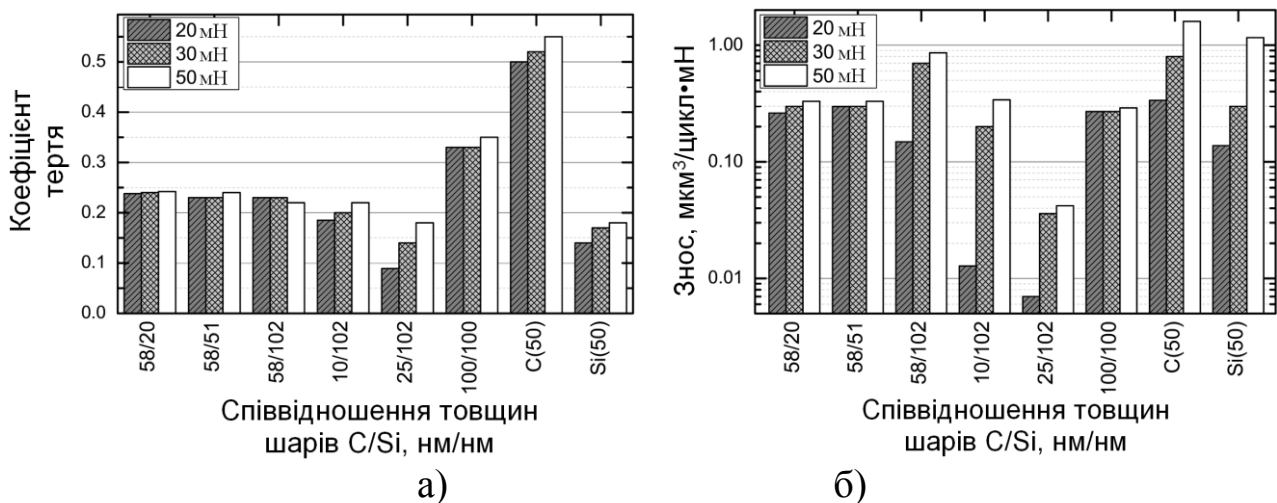 20 мН
30 мН
50 мН
0.5
0.4
0.3
0.2
0.1
0.0
Коефіцієнт
тертя
58/20
58/51
58/102
10/102
25/102
100/100
C(50)
Si(50)
Співвідношення товщин
шарів C/Si, нм/нм
а)
20 мН
30 мН
50 мН
1.00
0.10
0.01
Знос, мкм³/цикл•мН
58/20
58/51
58/102
10/102
25/102
100/100
C(50)
Si(50)
Співвідношення товщин
шарів C/Si, нм/нм
б)